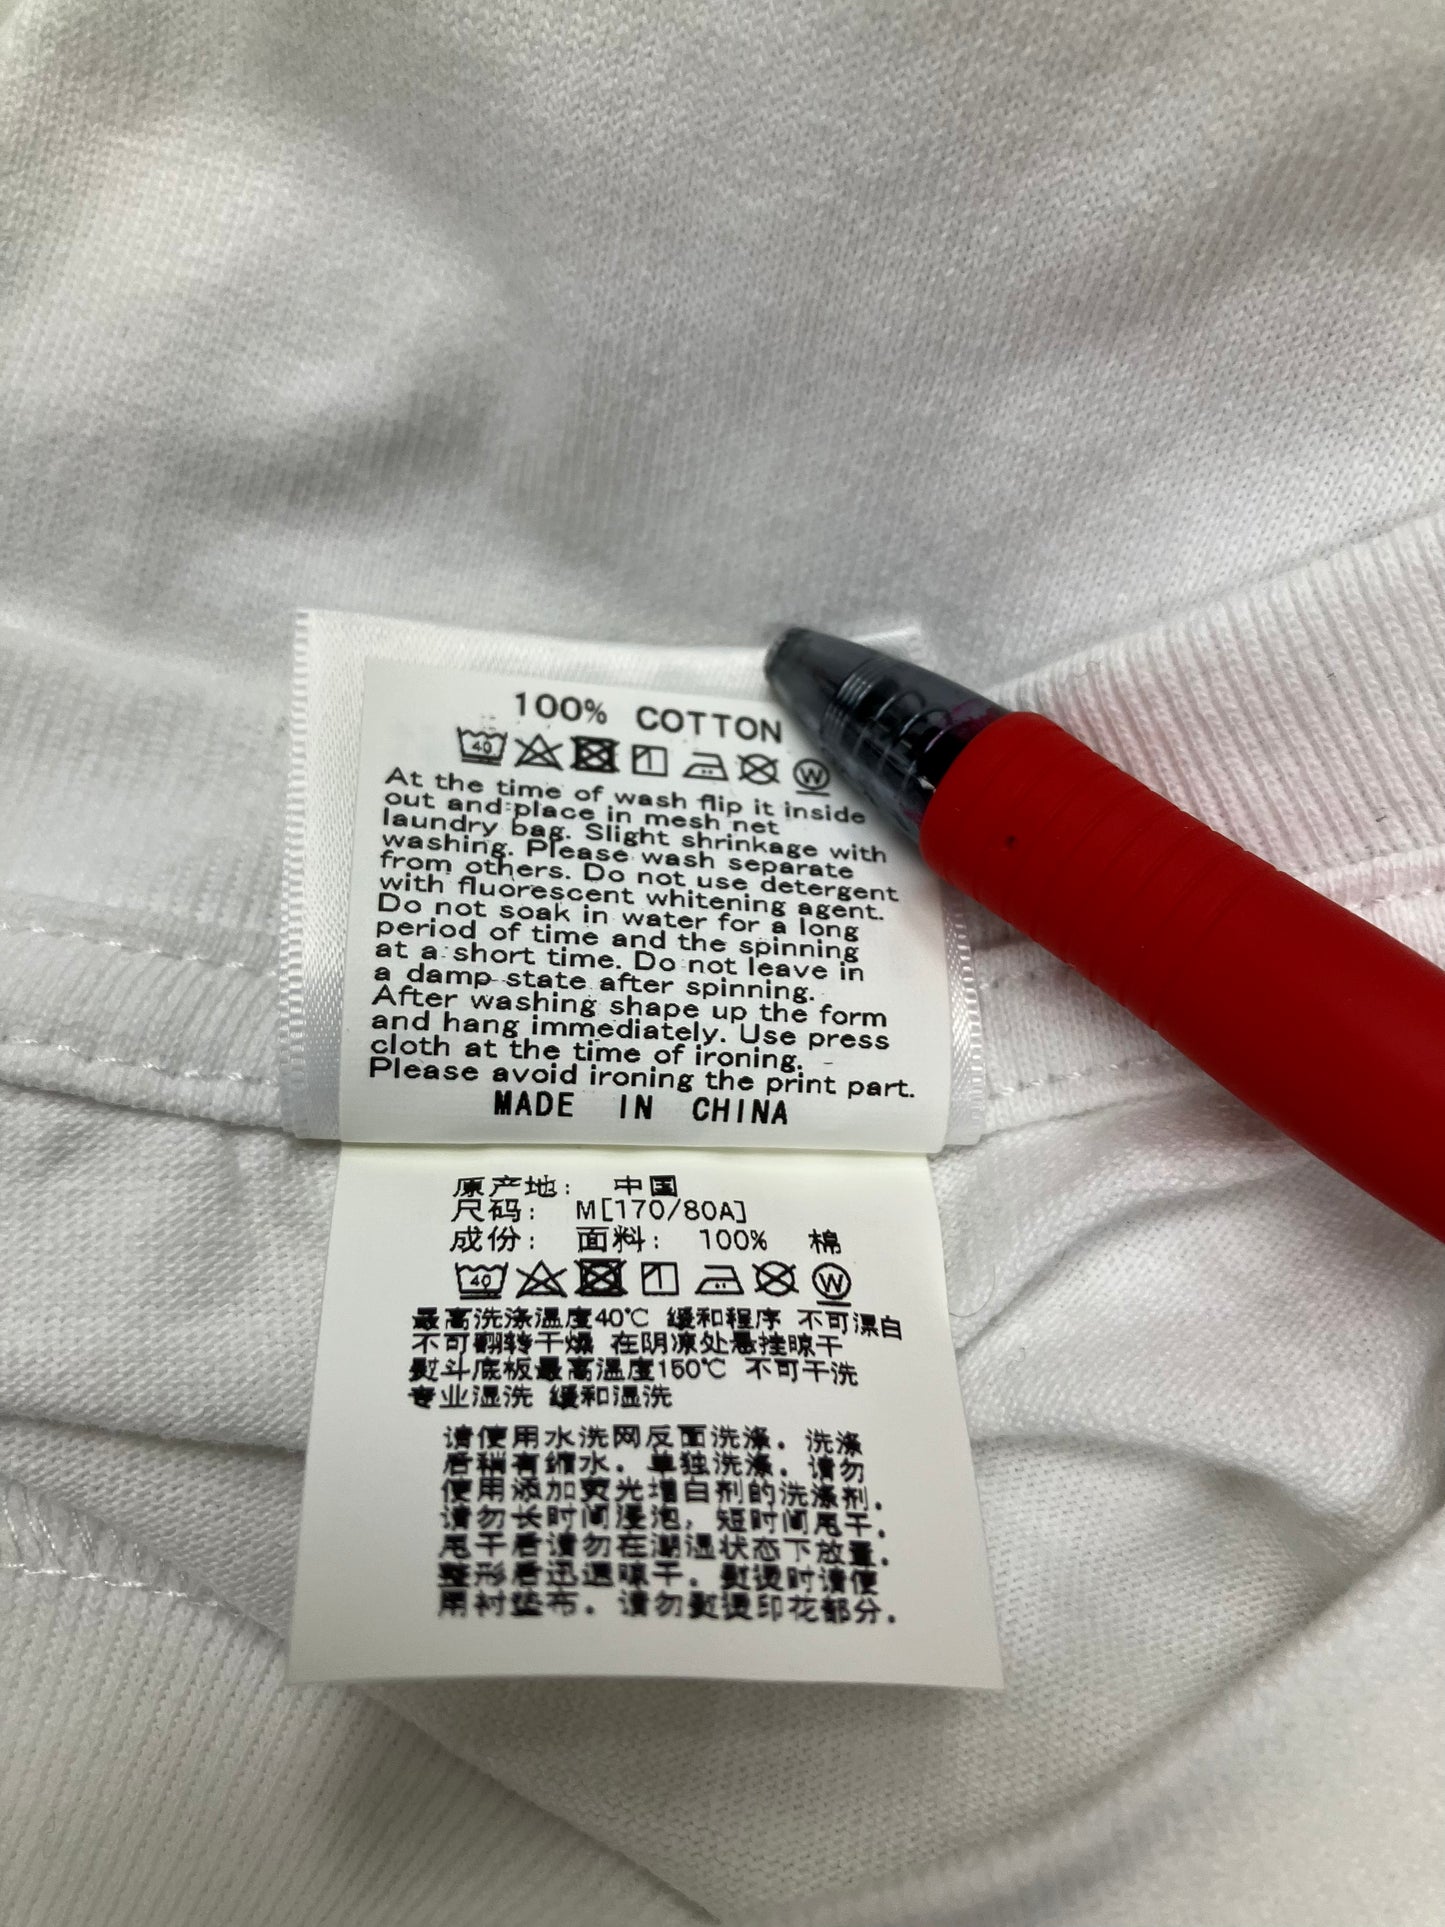 100% COTTON
40 W
At the time of wash flip it inside
out and place in mesh net
laundry bag. Slight shrinkage with
washing. Please wash separate
from others. Do not use detergent
with fluorescent whitening agent.
Do not soak in water for a long
period of time and the spinning
at a short time. Do not leave in
a damp state after spinning.
After washing shape up the form
and hang immediately. Use press
cloth at the time of ironing.
Please avoid ironing the print part.
MADE IN CHINA
原产地: 中国
尺码: M[170/80A]
成份: 面料: 100% 棉
40 W
最高洗涤温度40℃ 缓和程序 不可漂白
不可翻转干燥 在阴凉处悬挂晾干
熨斗底板最高温度150℃ 不可干洗
专业湿洗 缓和湿洗
请使用水洗网反面洗涤. 洗涤
后稍有缩水. 单独洗涤. 请勿
使用添加荧光增白剂的洗涤剂.
请勿长时间浸泡, 短时间甩干.
甩干后请勿在潮湿状态下放置.
整形后迅速晾干. 熨烫时请使
用衬垫布. 请勿熨烫印花部分.